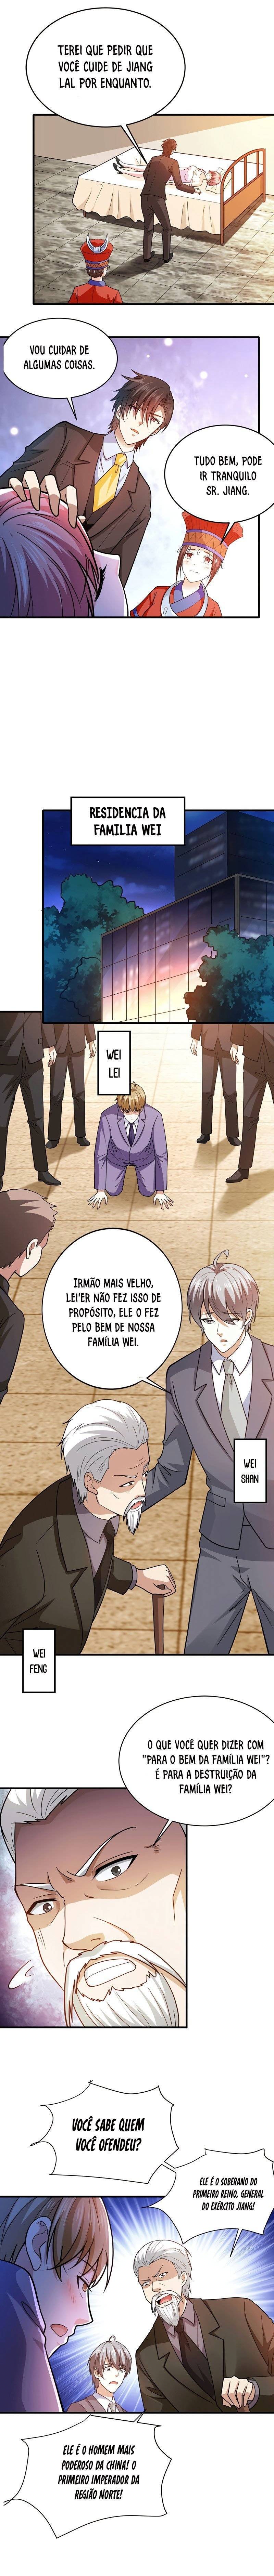 TEREI QUE PEDIR QUE
VOCÊ CUIDE DE JIANG
LAL POR ENQUANTO.
VOU CUIDAR DE
ALGUMAS COISAS.
TUDO BEM, PODE
IR TRANQUILO
SR. JIANG.
RESIDENCIA DA
FAMILIA WEI
WEI
LEI
IRMÃO MAIS VELHO,
LEI'ER NÃO FEZ ISSO DE
PROPÓSITO, ELE O FEZ
PELO BEM DE NOSSA
FAMÍLIA WEI.
WEI
SHAN
WEI
FENG
O QUE VOCÊ QUER DIZER COM
"PARA O BEM DA FAMÍLIA WEI"?
É PARA A DESTRUIÇÃO DA
FAMÍLIA WEI?
VOCÊ SABE QUEM
VOCÊ OFENDEU?
ELE É O SOBERANO DO
PRIMEIRO REINO, GENERAL
DO EXÉRCITO JIANG!
ELE É O HOMEM MAIS
PODEROSO DA CHINA! O
PRIMEIRO IMPERADOR DA
REGIÃO NORTE!